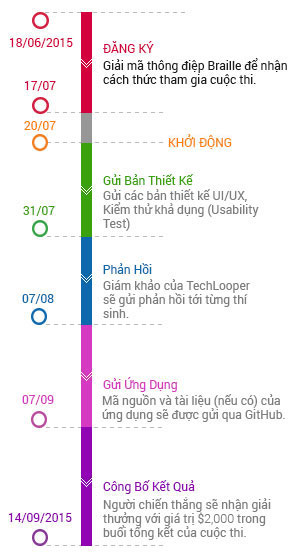 18/06/2015
ĐĂNG KÝ
Giải mã thông điệp Braille để nhận
cách thức tham gia cuộc thi.
17/07
20/07
KHỞI ĐỘNG
Gửi Bản Thiết Kế
Gửi các bản thiết kế UI/UX,
Kiểm thử khả dụng (Usability
Test)
31/07
Phản Hồi
Giám khảo của TechLooper
sẽ gửi phản hồi tới từng thí
sinh.
07/08
Gửi Ứng Dụng
Mã nguồn và tài liệu (nếu có) của
ứng dụng sẽ được gửi qua GitHub.
07/09
Công Bố Kết Quả
Người chiến thắng sẽ nhận giải
thưởng với giá trị $2,000 trong
buổi tổng kết của cuộc thi.
14/09/2015